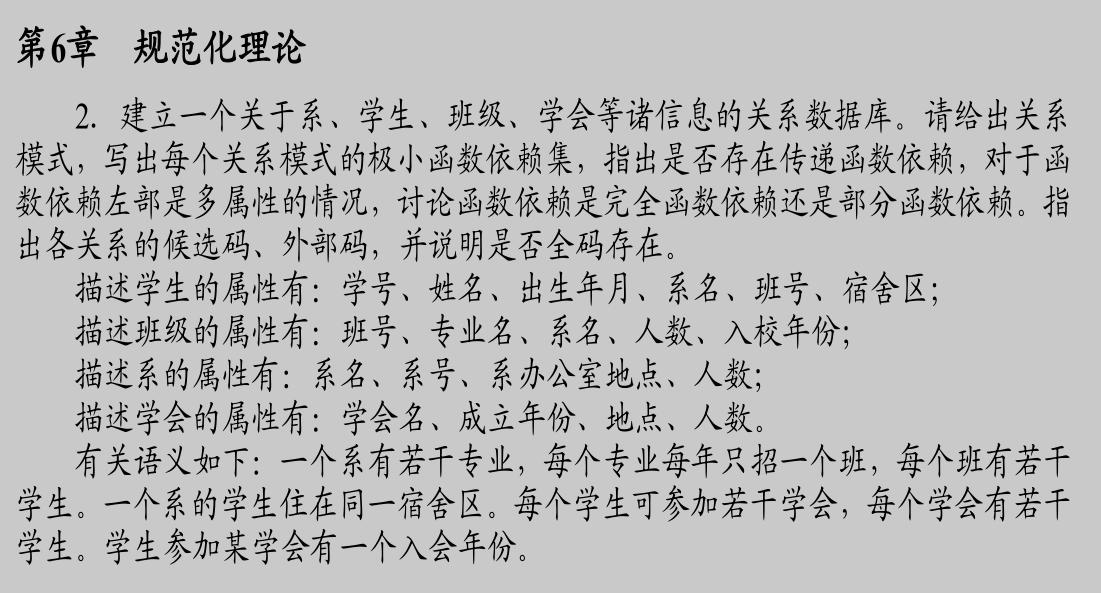 第6章　规范化理论
2. 建立一个关于系、学生、班级、学会等诸信息的关系数据库。请给出关系
模式，写出每个关系模式的极小函数依赖集，指出是否存在传递函数依赖，对于函
数依赖左部是多属性的情况，讨论函数依赖是完全函数依赖还是部分函数依赖。指
出各关系的候选码、外部码，并说明是否全码存在。
描述学生的属性有：学号、姓名、出生年月、系名、班号、宿舍区；
描述班级的属性有：班号、专业名、系名、人数、入校年份；
描述系的属性有：系名、系号、系办公室地点、人数；
描述学会的属性有：学会名、成立年份、地点、人数。
有关语义如下：一个系有若干专业，每个专业每年只招一个班，每个班有若干
学生。一个系的学生住在同一宿舍区。每个学生可参加若干学会，每个学会有若干
学生。学生参加某学会有一个入会年份。